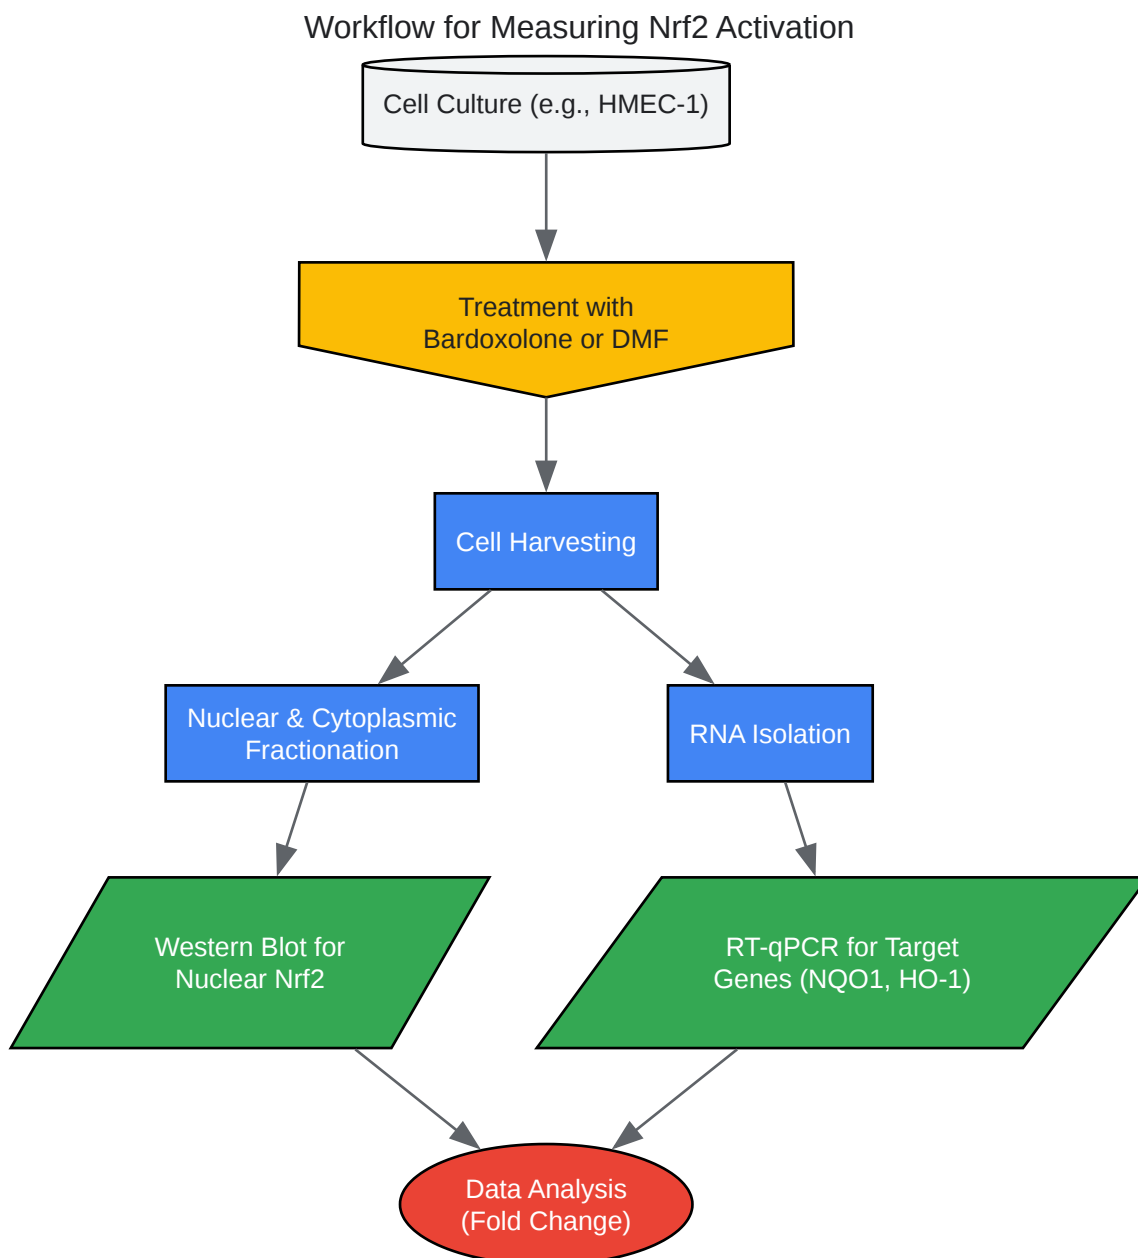 Workflow for Measuring Nrf2 Activation
Cell Culture (e.g., HMEC-1)
Treatment with
Bardoxolone or DMF
Cell Harvesting
Nuclear & Cytoplasmic
Fractionation
RNA Isolation
Western Blot for
Nuclear Nrf2
RT-qPCR for Target
Genes (NQO1, HO-1)
Data Analysis
(Fold Change)